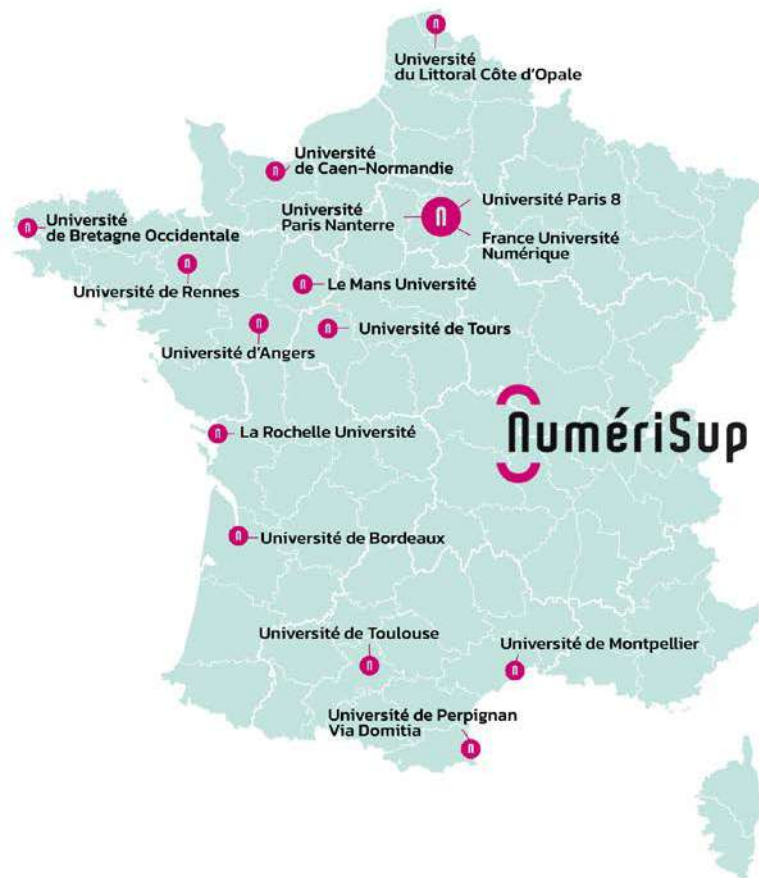 Université
du Littoral Côte d'Opale
Université
de Caen-Normandie
Université Paris 8
Université
Paris Nanterre
France Université
Numérique
Université
de Bretagne Occidentale
Université de Rennes
Le Mans Université
Université de Tours
Université d'Angers
La Rochelle Université
NumériSup
Université de Bordeaux
Université de Toulouse
Université de Montpellier
Université de Perpignan
Via Domitia